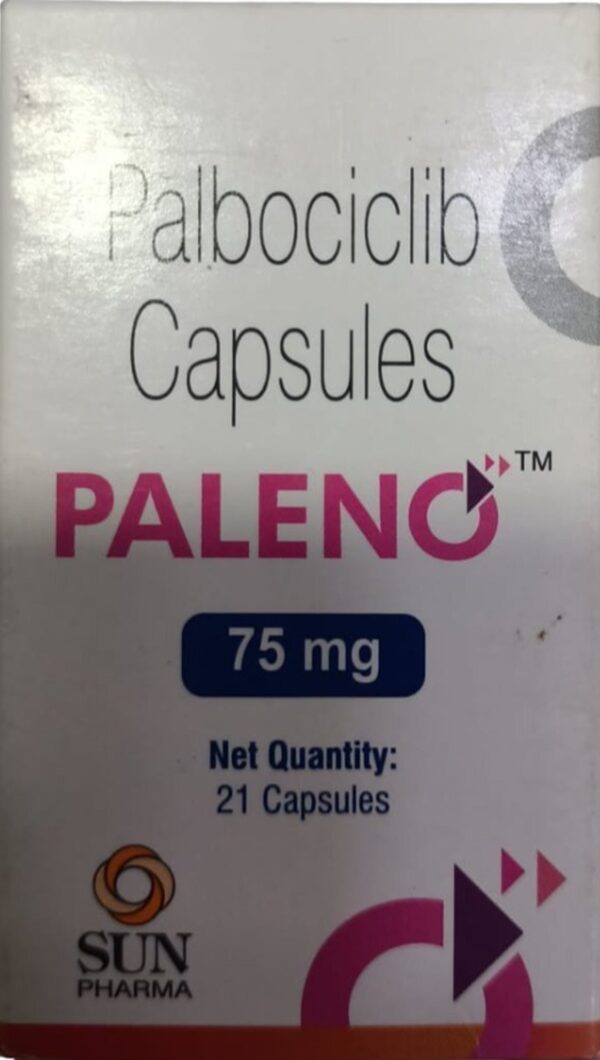 Palbociclib
Capsules
PALENO™
75 mg
Net Quantity:
21 Capsules
SUN
PHARMA